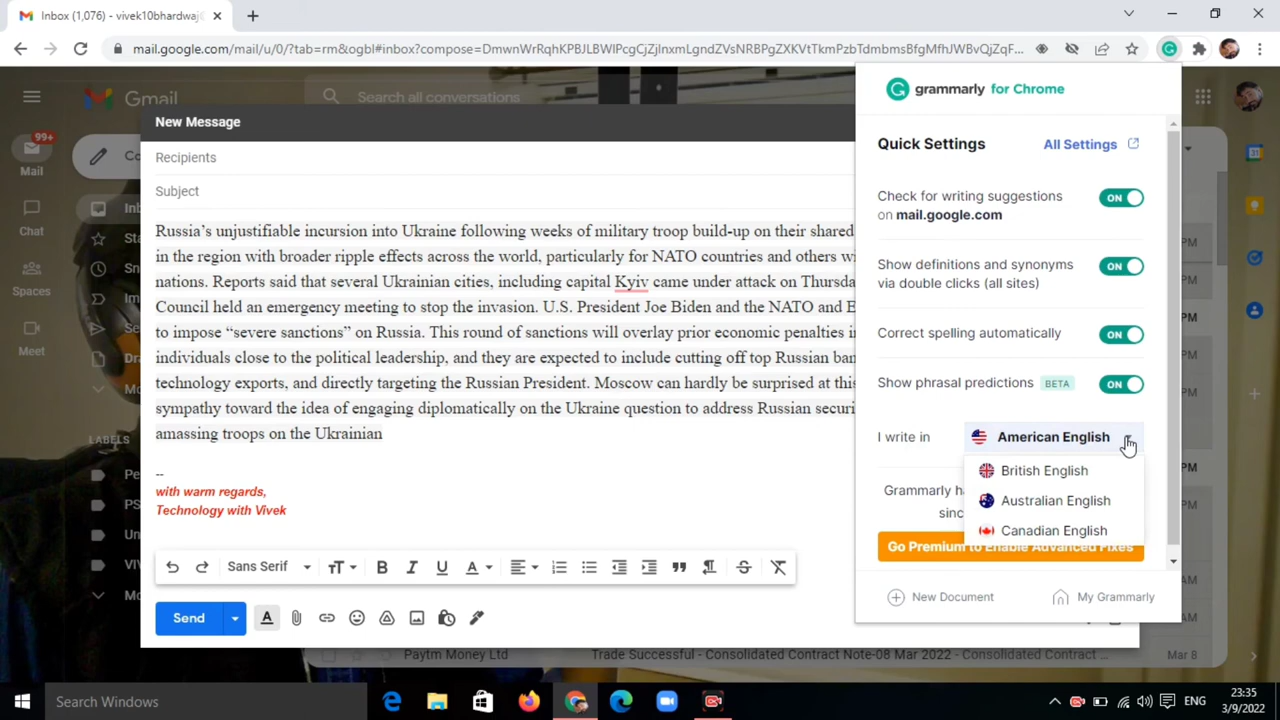 Inbox (1,076) - vivek10bhardwaj
mail.google.com/mail/u/0/?tab=rm&ogbl#inbox?compose=DmwnWrRqhKPBJLBWlPcgCjZjlnxmLgndZVsNRBPgZXKVtTkmPzbTdmbmsBfgMfhJWBvQjZqF...
Gmail
Search all conversations
99+
Mail
Chat
Spaces
Meet
LABELS
New Message
Recipients
Subject
Russia's unjustifiable incursion into Ukraine following weeks of military troop build-up on their shared
in the region with broader ripple effects across the world, particularly for NATO countries and others wi
nations. Reports said that several Ukrainian cities, including capital Kyiv came under attack on Thursda
Council held an emergency meeting to stop the invasion. U.S. President Joe Biden and the NATO and E
to impose “severe sanctions” on Russia. This round of sanctions will overlay prior economic penalties i
individuals close to the political leadership, and they are expected to include cutting off top Russian ban
technology exports, and directly targeting the Russian President. Moscow can hardly be surprised at this
sympathy toward the idea of engaging diplomatically on the Ukraine question to address Russian securi
amassing troops on the Ukrainian
--
with warm regards,
Technology with Vivek
Sans Serif
Send
grammarly for Chrome
Quick Settings
All Settings
Check for writing suggestions
on mail.google.com
ON
Show definitions and synonyms
via double clicks (all sites)
ON
Correct spelling automatically
ON
Show phrasal predictions BETA
ON
I write in
American English
British English
Australian English
Canadian English
Grammarly ha
sinc
Go Premium to Enable Advanced Fixes
New Document
My Grammarly
Paytm Money Ltd
Trade Successful - Consolidated Contract Note-08 Mar 2022 - Consolidated Contract ...
Mar 8
Search Windows
ENG
23:35
3/9/2022